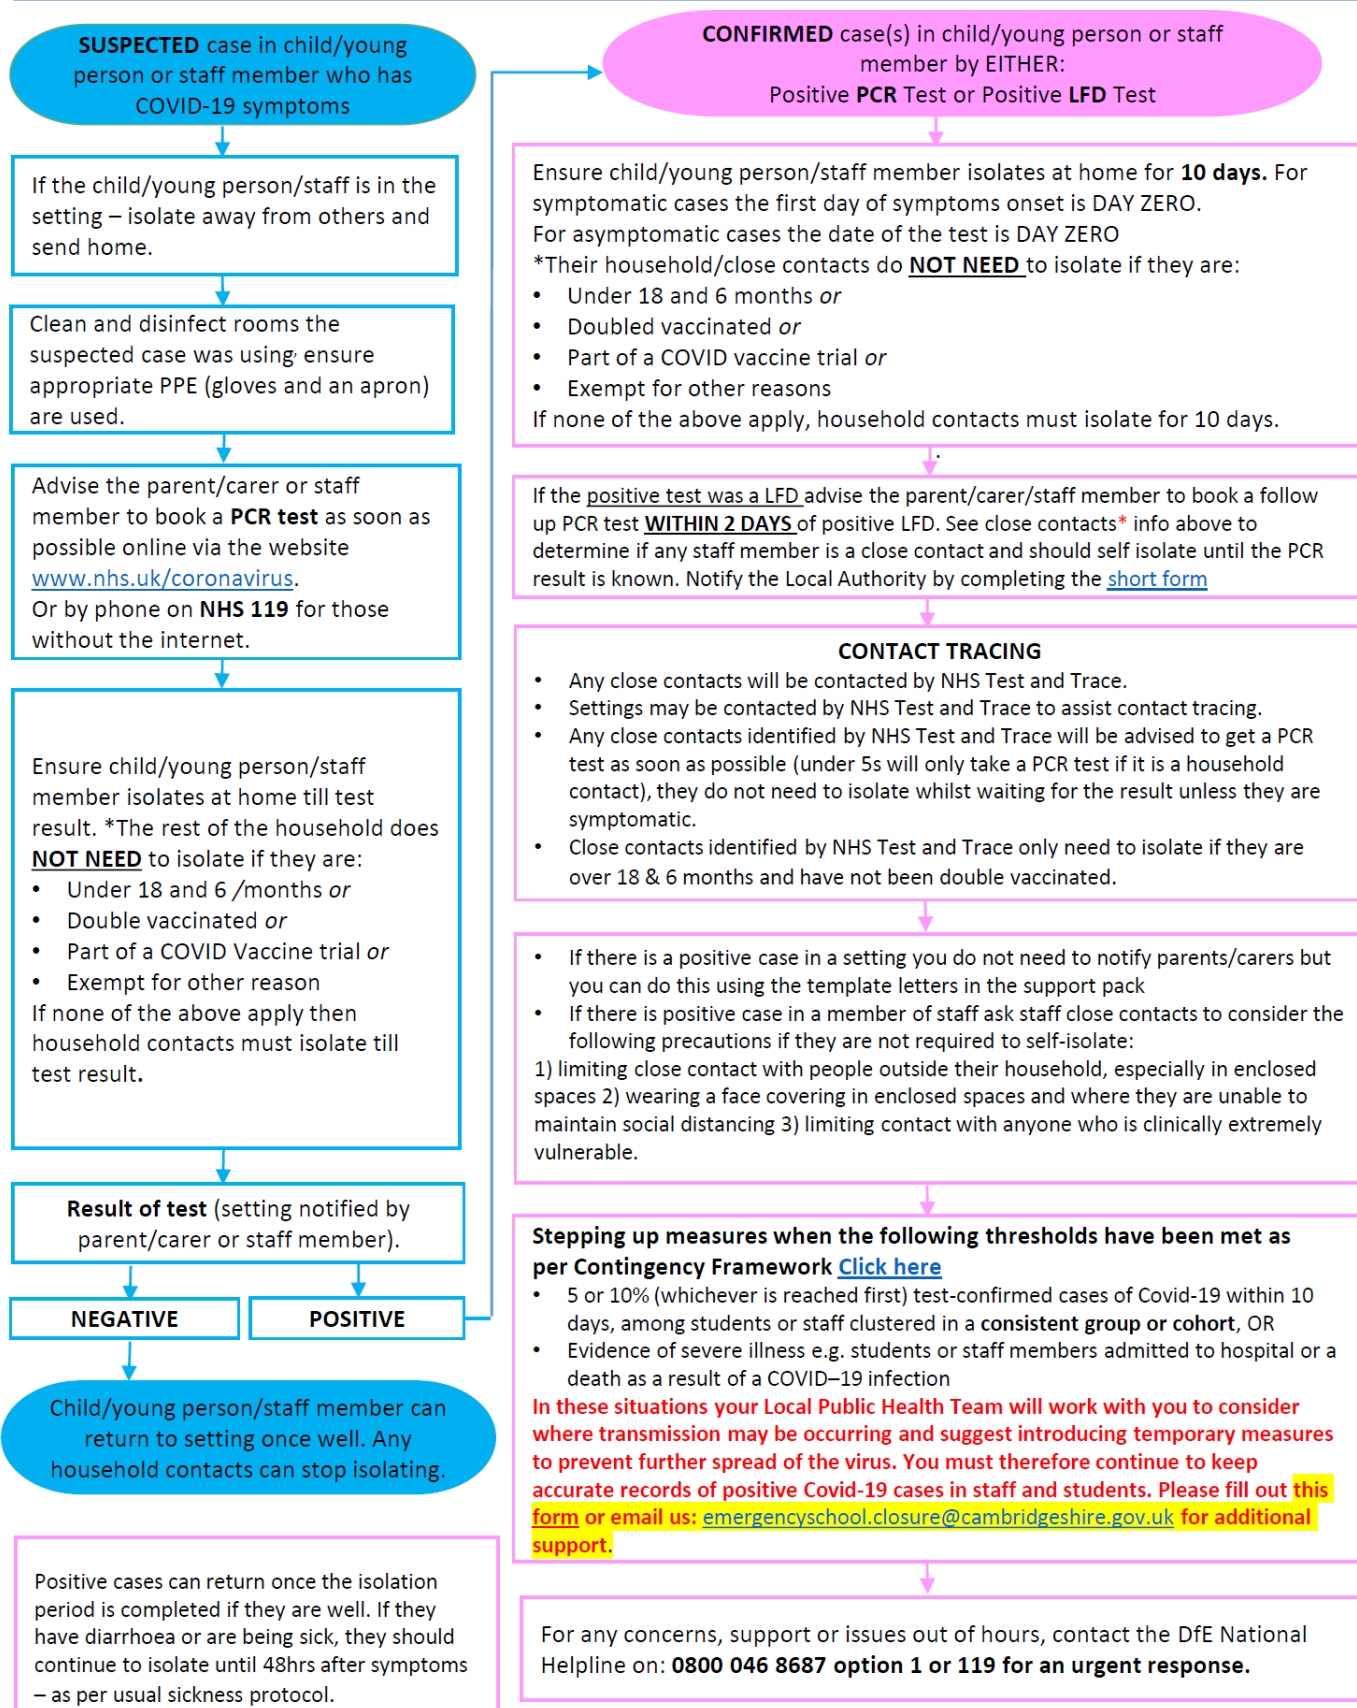 SUSPECTED case in child/young
person or staff member who has
COVID-19 symptoms
If the child/young person/staff is in the
setting – isolate away from others and
send home.
Clean and disinfect rooms the
suspected case was using, ensure
appropriate PPE (gloves and an apron)
are used.
Advise the parent/carer or staff
member to book a PCR test as soon as
possible online via the website
www.nhs.uk/coronavirus.
Or by phone on NHS 119 for those
without the internet.
Ensure child/young person/staff
member isolates at home till test
result. *The rest of the household does
NOT NEED to isolate if they are:
• Under 18 and 6 /months or
• Double vaccinated or
• Part of a COVID Vaccine trial or
• Exempt for other reason
If none of the above apply then
household contacts must isolate till
test result.
Result of test (setting notified by
parent/carer or staff member).
NEGATIVE
POSITIVE
Child/young person/staff member can
return to setting once well. Any
household contacts can stop isolating.
Positive cases can return once the isolation
period is completed if they are well. If they
have diarrhoea or are being sick, they should
continue to isolate until 48hrs after symptoms
– as per usual sickness protocol.
CONFIRMED case(s) in child/young person or staff
member by EITHER:
Positive PCR Test or Positive LFD Test
Ensure child/young person/staff member isolates at home for 10 days. For
symptomatic cases the first day of symptoms onset is DAY ZERO.
For asymptomatic cases the date of the test is DAY ZERO
*Their household/close contacts do NOT NEED to isolate if they are:
• Under 18 and 6 months or
• Doubled vaccinated or
• Part of a COVID vaccine trial or
• Exempt for other reasons
If none of the above apply, household contacts must isolate for 10 days.
.
If the positive test was a LFD advise the parent/carer/staff member to book a follow
up PCR test WITHIN 2 DAYS of positive LFD. See close contacts* info above to
determine if any staff member is a close contact and should self isolate until the PCR
result is known. Notify the Local Authority by completing the short form
CONTACT TRACING
• Any close contacts will be contacted by NHS Test and Trace.
• Settings may be contacted by NHS Test and Trace to assist contact tracing.
• Any close contacts identified by NHS Test and Trace will be advised to get a PCR
test as soon as possible (under 5s will only take a PCR test if it is a household
contact), they do not need to isolate whilst waiting for the result unless they are
symptomatic.
• Close contacts identified by NHS Test and Trace only need to isolate if they are
over 18 & 6 months and have not been double vaccinated.
• If there is a positive case in a setting you do not need to notify parents/carers but
you can do this using the template letters in the support pack
• If there is positive case in a member of staff ask staff close contacts to consider the
following precautions if they are not required to self-isolate:
1) limiting close contact with people outside their household, especially in enclosed
spaces 2) wearing a face covering in enclosed spaces and where they are unable to
maintain social distancing 3) limiting contact with anyone who is clinically extremely
vulnerable.
Stepping up measures when the following thresholds have been met as
per Contingency Framework Click here
• 5 or 10% (whichever is reached first) test-confirmed cases of Covid-19 within 10
days, among students or staff clustered in a consistent group or cohort, OR
• Evidence of severe illness e.g. students or staff members admitted to hospital or a
death as a result of a COVID–19 infection
In these situations your Local Public Health Team will work with you to consider
where transmission may be occurring and suggest introducing temporary measures
to prevent further spread of the virus. You must therefore continue to keep
accurate records of positive Covid-19 cases in staff and students. Please fill out this
form or email us: emergencyschool.closure@cambridgeshire.gov.uk for additional
support.
For any concerns, support or issues out of hours, contact the DfE National
Helpline on: 0800 046 8687 option 1 or 119 for an urgent response.